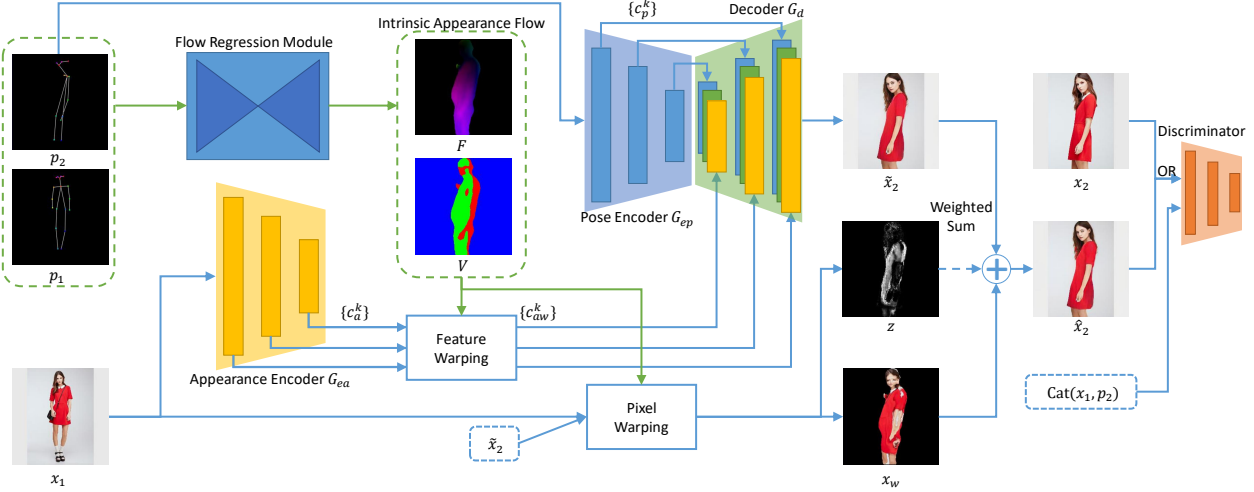 Flow Regression Module
Intrinsic Appearance Flow
{c_p^k}
Decoder G_d
p_2
F
Pose Encoder G_ep
x̃_2
x_2
Discriminator
OR
p_1
V
Weighted
Sum
{c_a^k}
{c_aw^k}
Feature
Warping
z
x̂_2
Appearance Encoder G_ea
Pixel
Warping
Cat(x_1, p_2)
x̃_2
x_1
x_w